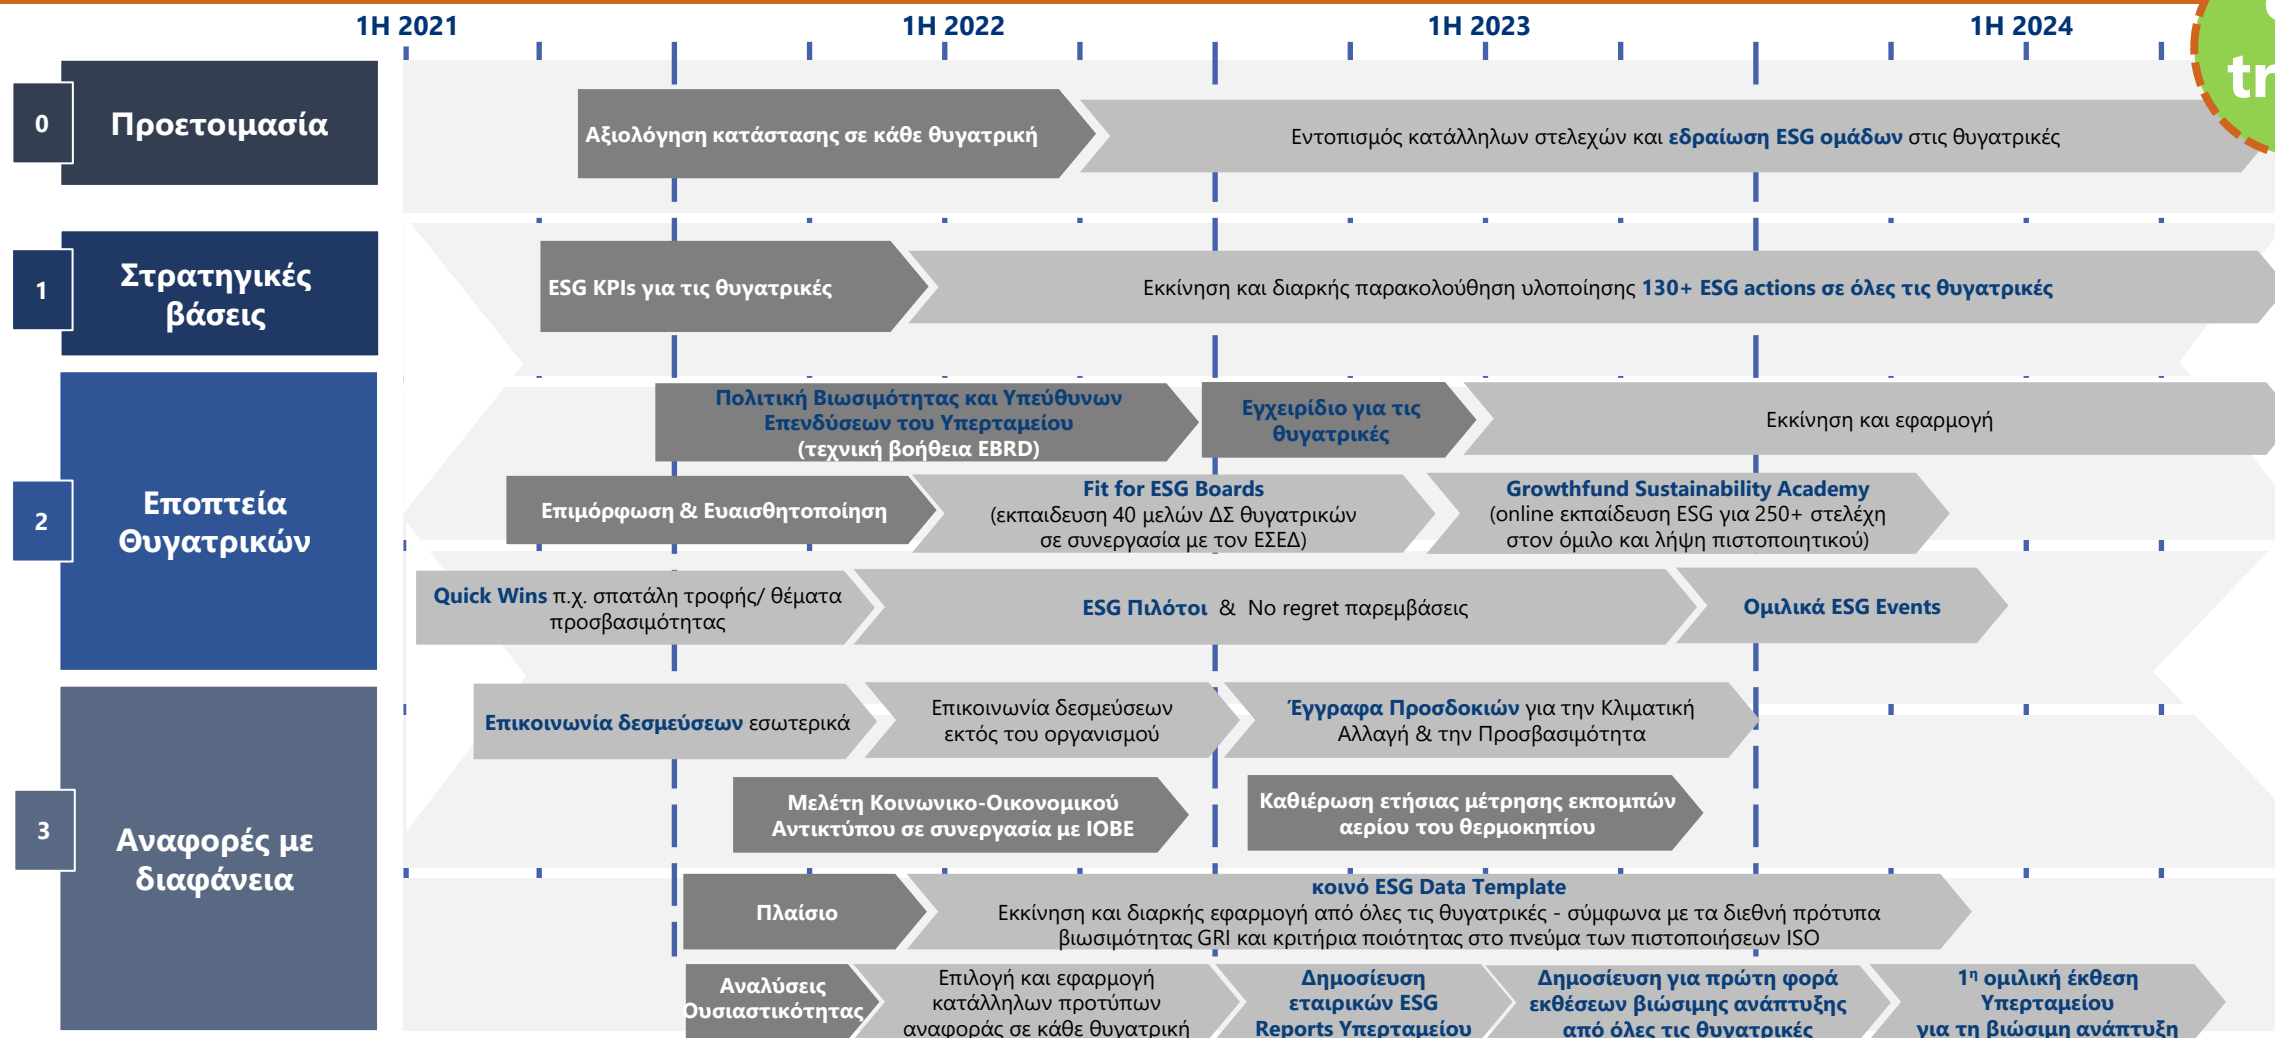 1H 2021
1H 2022
1H 2023
1H 2024
0
Προετοιμασία
Αξιολόγηση κατάστασης σε κάθε θυγατρική
Εντοπισμός κατάλληλων στελεχών και εδραίωση ESG ομάδων στις θυγατρικές
1
Στρατηγικές
βάσεις
ESG KPIs για τις θυγατρικές
Εκκίνηση και διαρκής παρακολούθηση υλοποίησης 130+ ESG actions σε όλες τις θυγατρικές
2
Εποπτεία
Θυγατρικών
Πολιτική Βιωσιμότητας και Υπεύθυνων
Επενδύσεων του Υπερταμείου
(τεχνική βοήθεια EBRD)
Εγχειρίδιο για τις
θυγατρικές
Εκκίνηση και εφαρμογή
Επιμόρφωση & Ευαισθητοποίηση
Fit for ESG Boards
(εκπαιδευση 40 μελών ΔΣ θυγατρικών
σε συνεργασία με τον ΕΣΕΔ)
Growthfund Sustainability Academy
(online εκπαίδευση ESG για 250+ στελέχη
στον όμιλο και λήψη πιστοποιητικού)
Quick Wins π.χ. σπατάλη τροφής/ θέματα
προσβασιμότητας
ESG Πιλότοι & No regret παρεμβάσεις
Ομιλικά ESG Events
3
Αναφορές με
διαφάνεια
Επικοινωνία δεσμεύσεων εσωτερικά
Επικοινωνία δεσμεύσεων
εκτός του οργανισμού
Έγγραφα Προσδοκιών για την Κλιματική
Αλλαγή & την Προσβασιμότητα
Μελέτη Κοινωνικο-Οικονομικού
Αντικτύπου σε συνεργασία με ΙΟΒΕ
Καθιέρωση ετήσιας μέτρησης εκπομπών
αερίου του θερμοκηπίου
Πλαίσιο
κοινό ESG Data Template
Εκκίνηση και διαρκής εφαρμογή από όλες τις θυγατρικές - σύμφωνα με τα διεθνή πρότυπα
βιωσιμότητας GRI και κριτήρια ποιότητας στο πνεύμα των πιστοποιήσεων ISO
Αναλύσεις
Ουσιαστικότητας
Επιλογή και εφαρμογή
κατάλληλων προτύπων
αναφοράς σε κάθε θυγατρική
Δημοσίευση
εταιρικών ESG
Reports Υπερταμείου
Δημοσίευση για πρώτη φορά
εκθέσεων βιώσιμης ανάπτυξης
από όλες τις θυγατρικές
1η ομιλική έκθεση
Υπερταμείου
για τη βιώσιμη ανάπτυξη